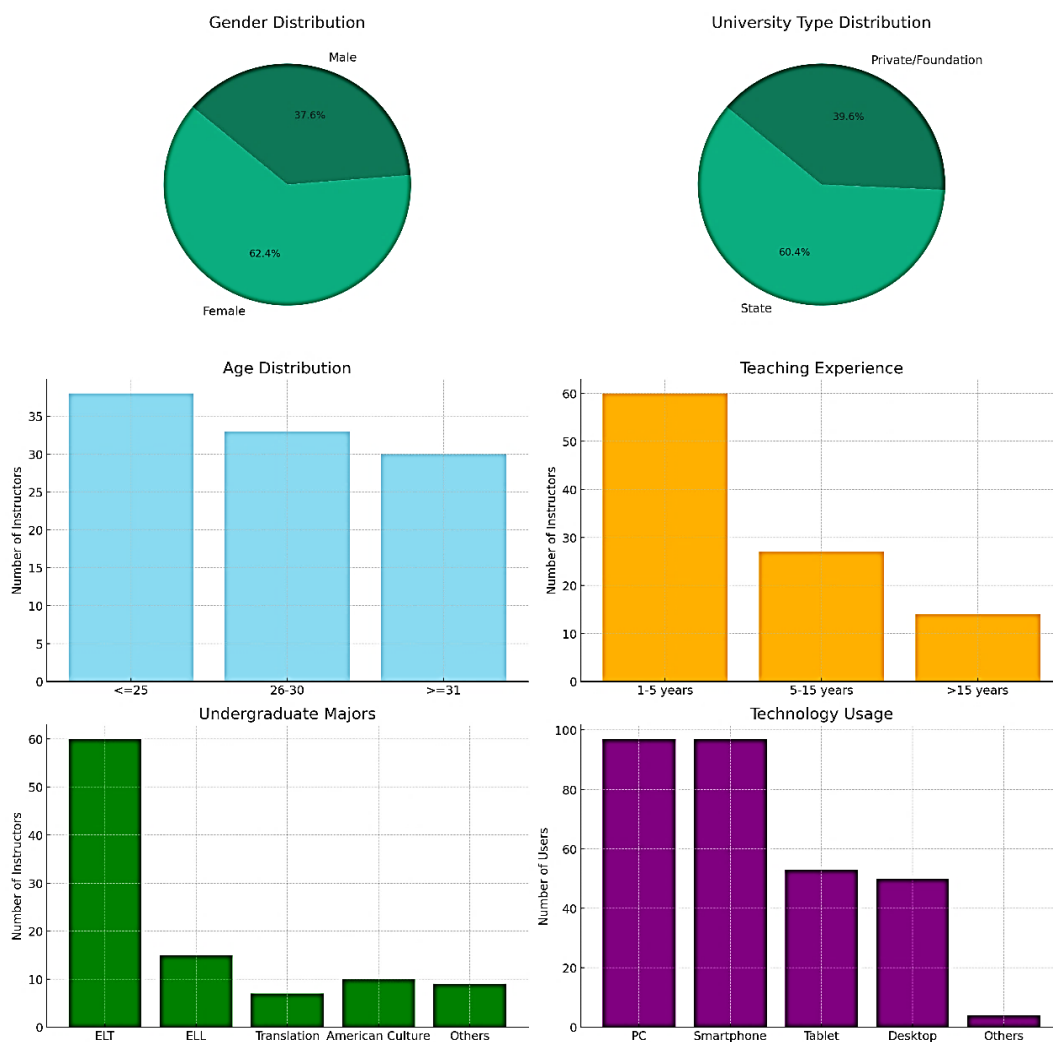 Gender Distribution
Male
37.6%
62.4%
Female
University Type Distribution
Private/Foundation
39.6%
60.4%
State
Age Distribution
Number of Instructors
35
30
25
20
15
10
5
0
<=25 26-30 >=31
Teaching Experience
Number of Instructors
60
50
40
30
20
10
0
1-5 years 5-15 years >15 years
Undergraduate Majors
Number of Instructors
60
50
40
30
20
10
0
ELT ELL Translation American Culture Others
Technology Usage
Number of Users
100
80
60
40
20
0
PC Smartphone Tablet Desktop Others